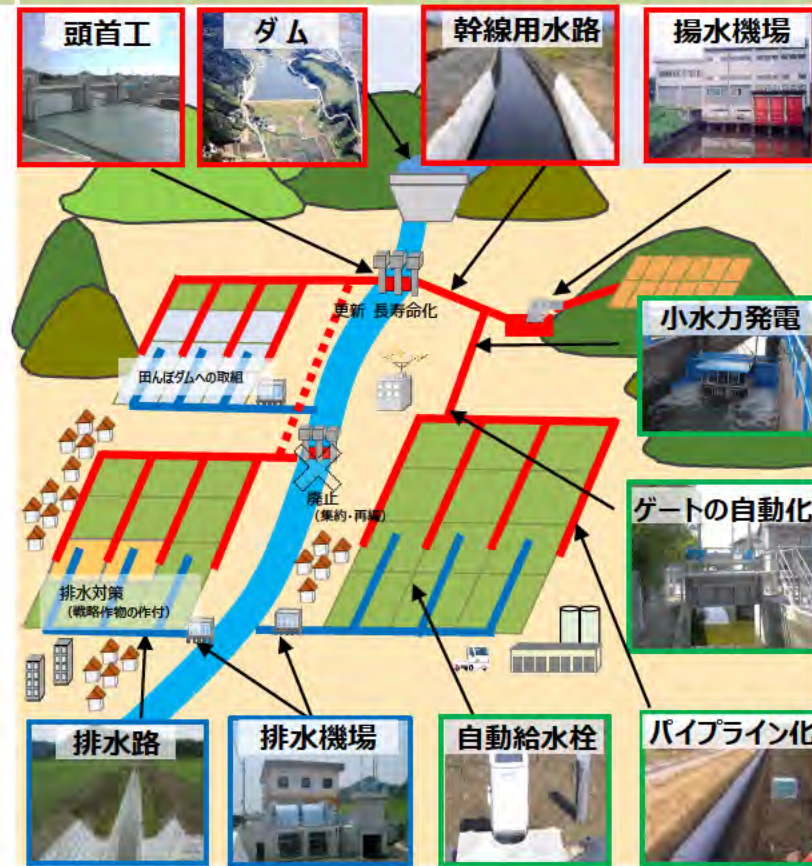 頭首工
ダム
幹線用水路
揚水機場
更新 長寿命化
小水力発電
田んぼダムへの取組
廃止
(集約・再編)
ゲートの自動化
排水対策
(戦略作物の作付)
排水路
排水機場
自動給水栓
パイプライン化